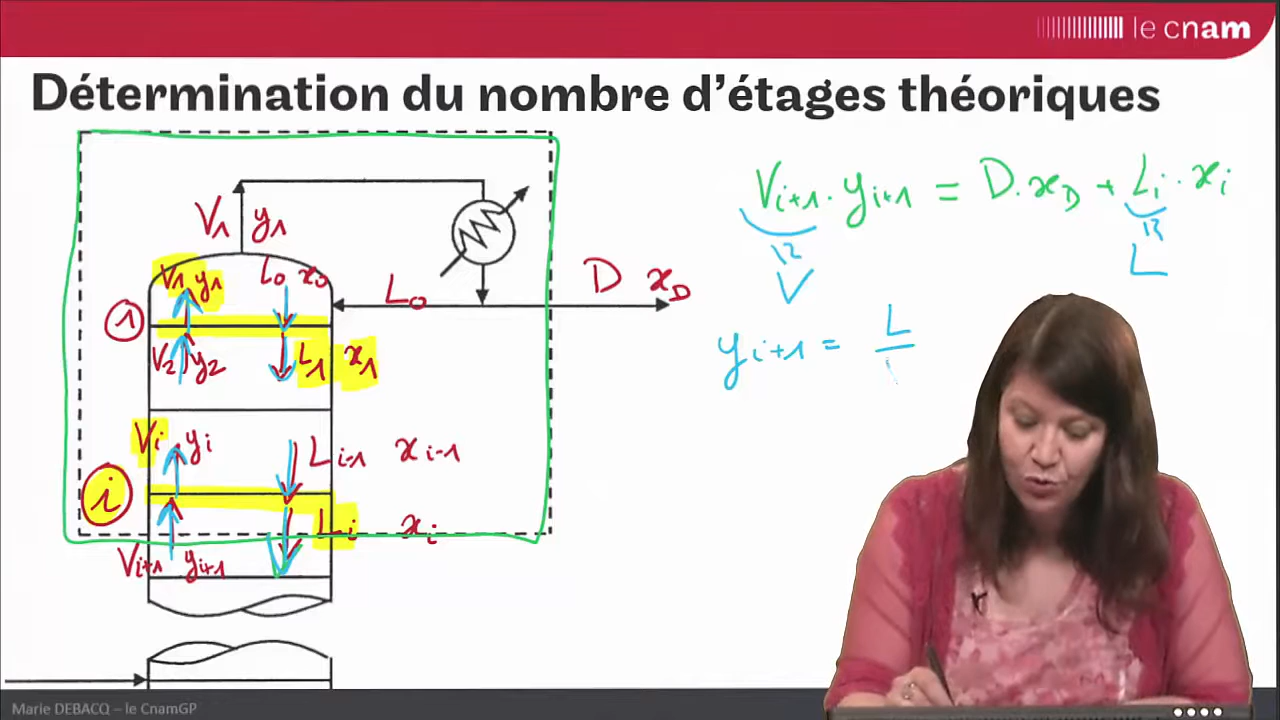 le cnam
Détermination du nombre d'étages théoriques
V1 y1
V1 y1
L0 x0
L0
D xD
1
V2 y2
L1 x1
Vi yi
Li-1 xi-1
i
Li xi
Vi+1 yi+1
Vi+1 · yi+1 = D · xD + Li · xi
V
L
yi+1 = L
Marie DEBACQ – le CnamGP